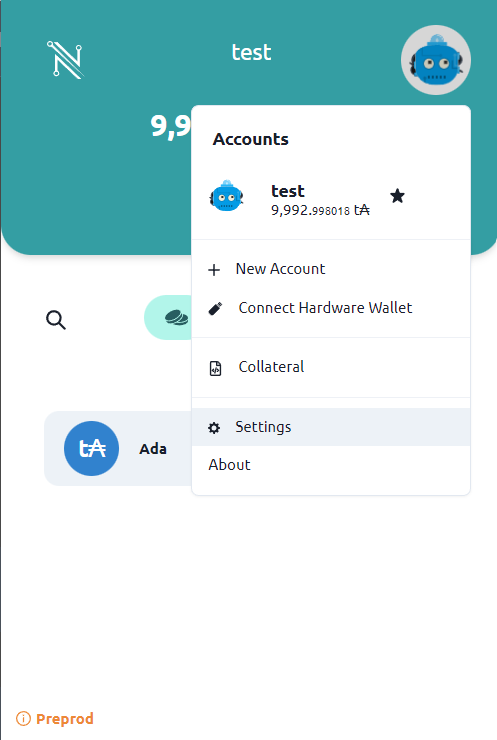 test
9,9
Accounts
test
9,992.998018 t₳
New Account
Connect Hardware Wallet
Collateral
Settings
t₳
Ada
About
Preprod